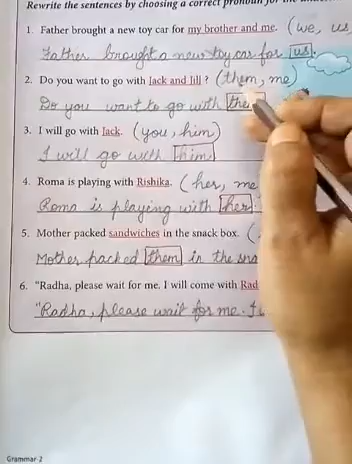 Rewrite the sentences by choosing a correct pronoun for the
1. Father brought a new toy car for my brother and me. (we, us
Father brought a new toy car for us.
2. Do you want to go with Jack and Jill? (them, me)
Do you want to go with the
3. I will go with Jack. (you, him)
I will go with him
4. Roma is playing with Rishika. (her, me
Roma is playing with her
5. Mother packed sandwiches in the snack box. (
Mother packed them in the sna
6. "Radha, please wait for me. I will come with Rad
"Radha, please wait for me. I
Grammar-2